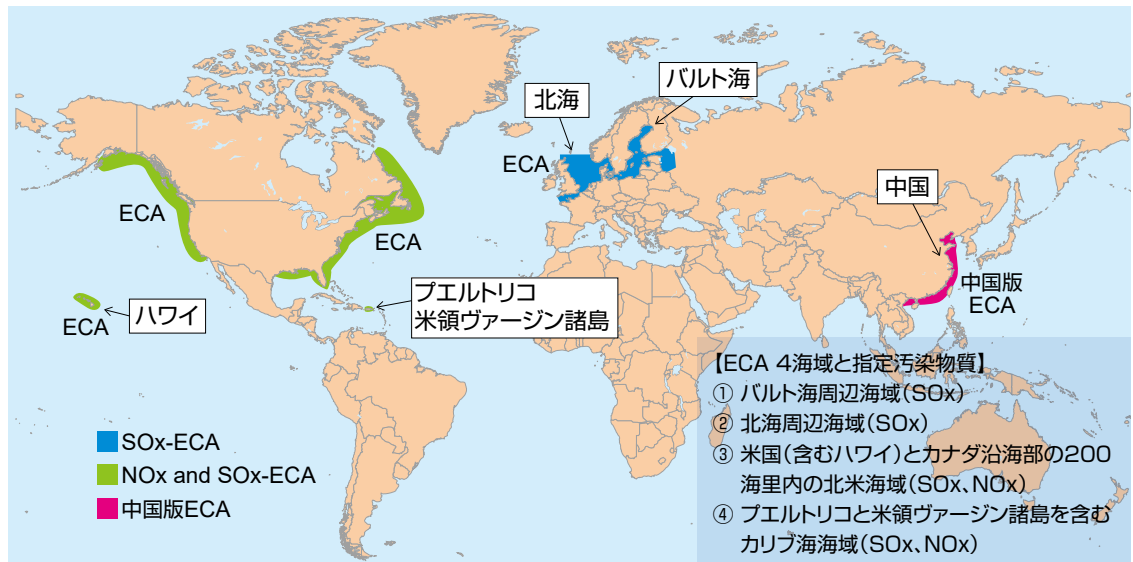 バルト海
北海
ECA
中国
ECA
ECA
中国版
ECA
プエルトリコ
米領ヴァージン諸島
ハワイ
ECA
【ECA 4海域と指定汚染物質】
① バルト海周辺海域(SOx)
② 北海周辺海域(SOx)
③ 米国(含むハワイ)とカナダ沿海部の200
海里内の北米海域(SOx、NOx)
④ プエルトリコと米領ヴァージン諸島を含む
カリブ海海域(SOx、NOx)
SOx-ECA
NOx and SOx-ECA
中国版ECA